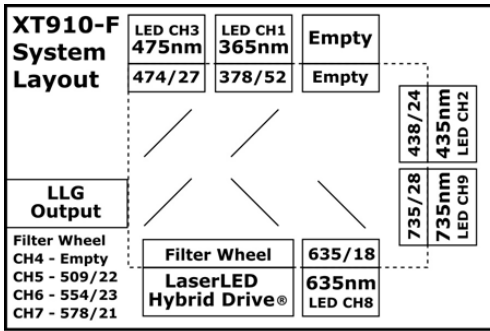 XT910-F
System
Layout
LED CH3
475nm
474/27
LED CH1
365nm
378/52
Empty
Empty
438/24
435nm
LED CH2
735/28
735nm
LED CH9
LLG
Output
Filter Wheel
CH4 - Empty
CH5 - 509/22
CH6 - 554/23
CH7 - 578/21
Filter Wheel
LaserLED
Hybrid Drive®
635/18
635nm
LED CH8